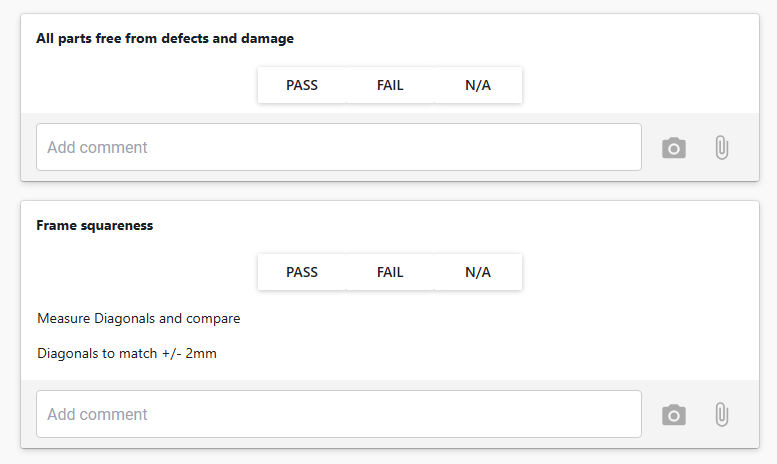 All parts free from defects and damage
PASS FAIL N/A
Add comment
Frame squareness
PASS FAIL N/A
Measure Diagonals and compare
Diagonals to match +/- 2mm
Add comment